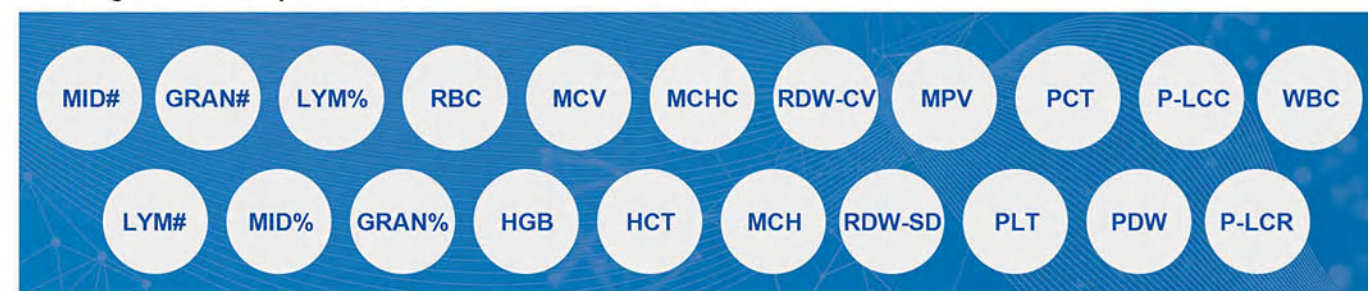 MID# GRAN# LYM% RBC MCV MCHC RDW-CV MPV PCT P-LCC WBC
LYM# MID% GRAN% HGB HCT MCH RDW-SD PLT PDW P-LCR